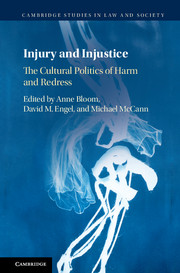 CAMBRIDGE STUDIES IN LAW AND SOCIETY
Injury and Injustice
The Cultural Politics of Harm
and Redress
Edited by Anne Bloom,
David M. Engel, and Michael McCann
CAMBRIDGE